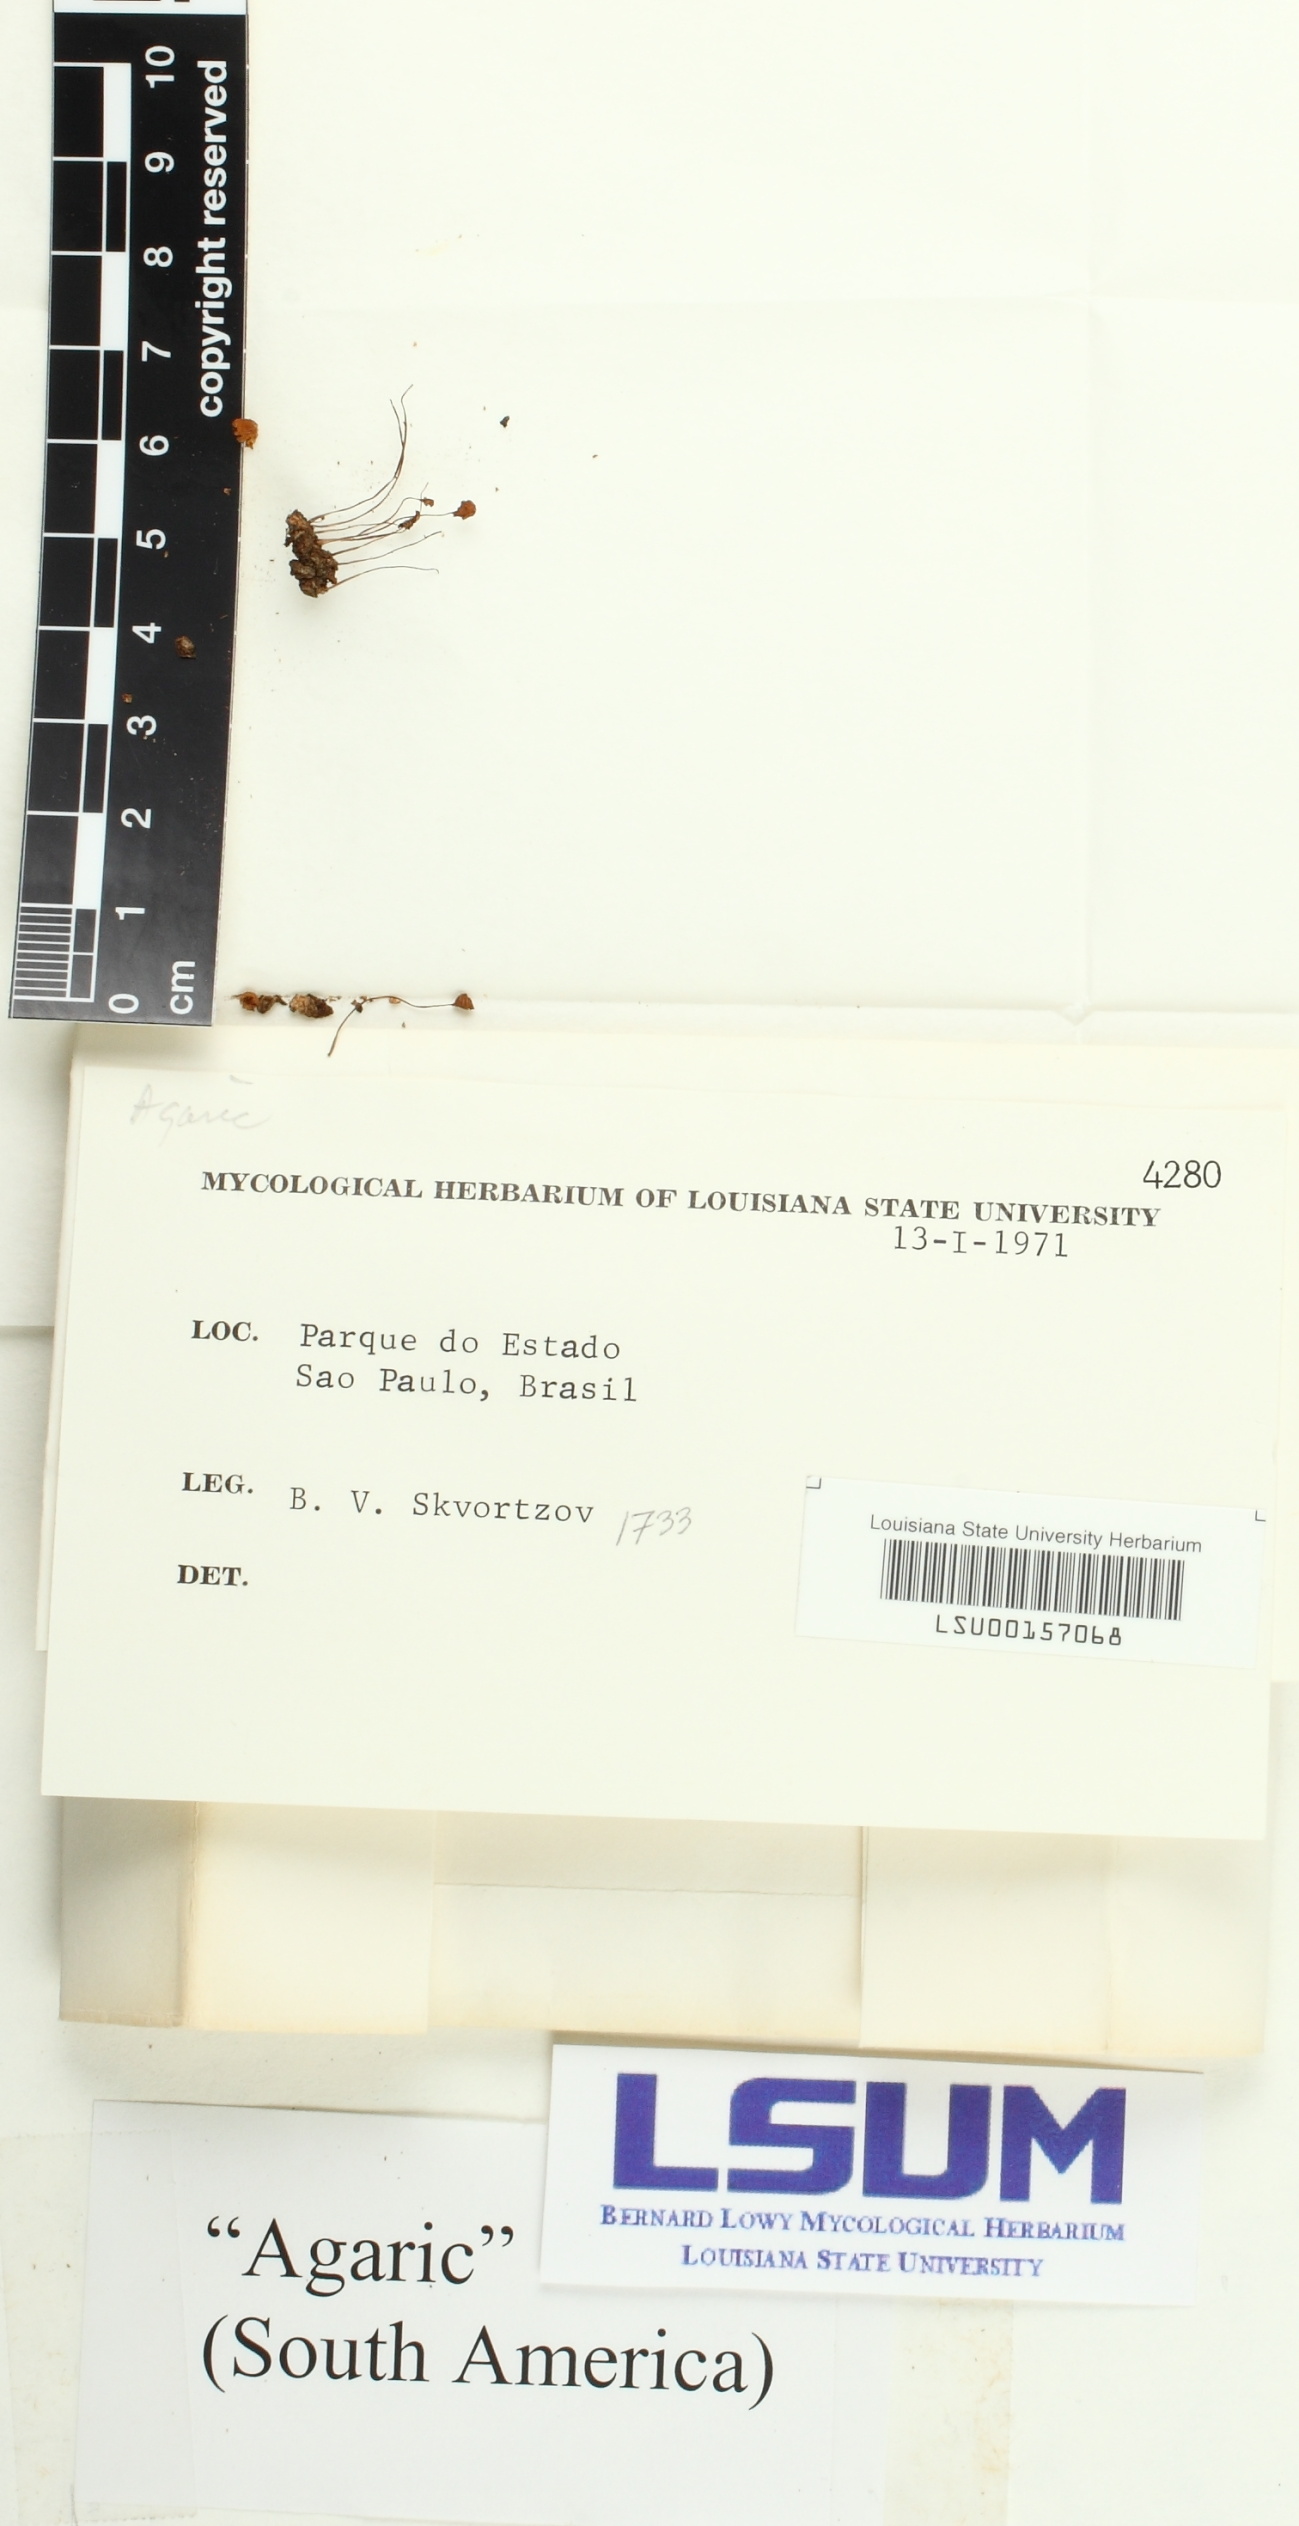 10
9
8
7
6
5
4
3
2
1
0
cm
copyright reserved
Agaric
4280
MYCOLOGICAL HERBARIUM OF LOUISIANA STATE UNIVERSITY
13-I-1971
LOC. Parque do Estado
Sao Paulo, Brasil
LEG. B. V. Skvortzov 1733
DET.
Louisiana State University Herbarium
LSU00157068
LSUM
BERNARD LOWY MYCOLOGICAL HERBARIUM
LOUISIANA STATE UNIVERSITY
“Agaric”
(South America)